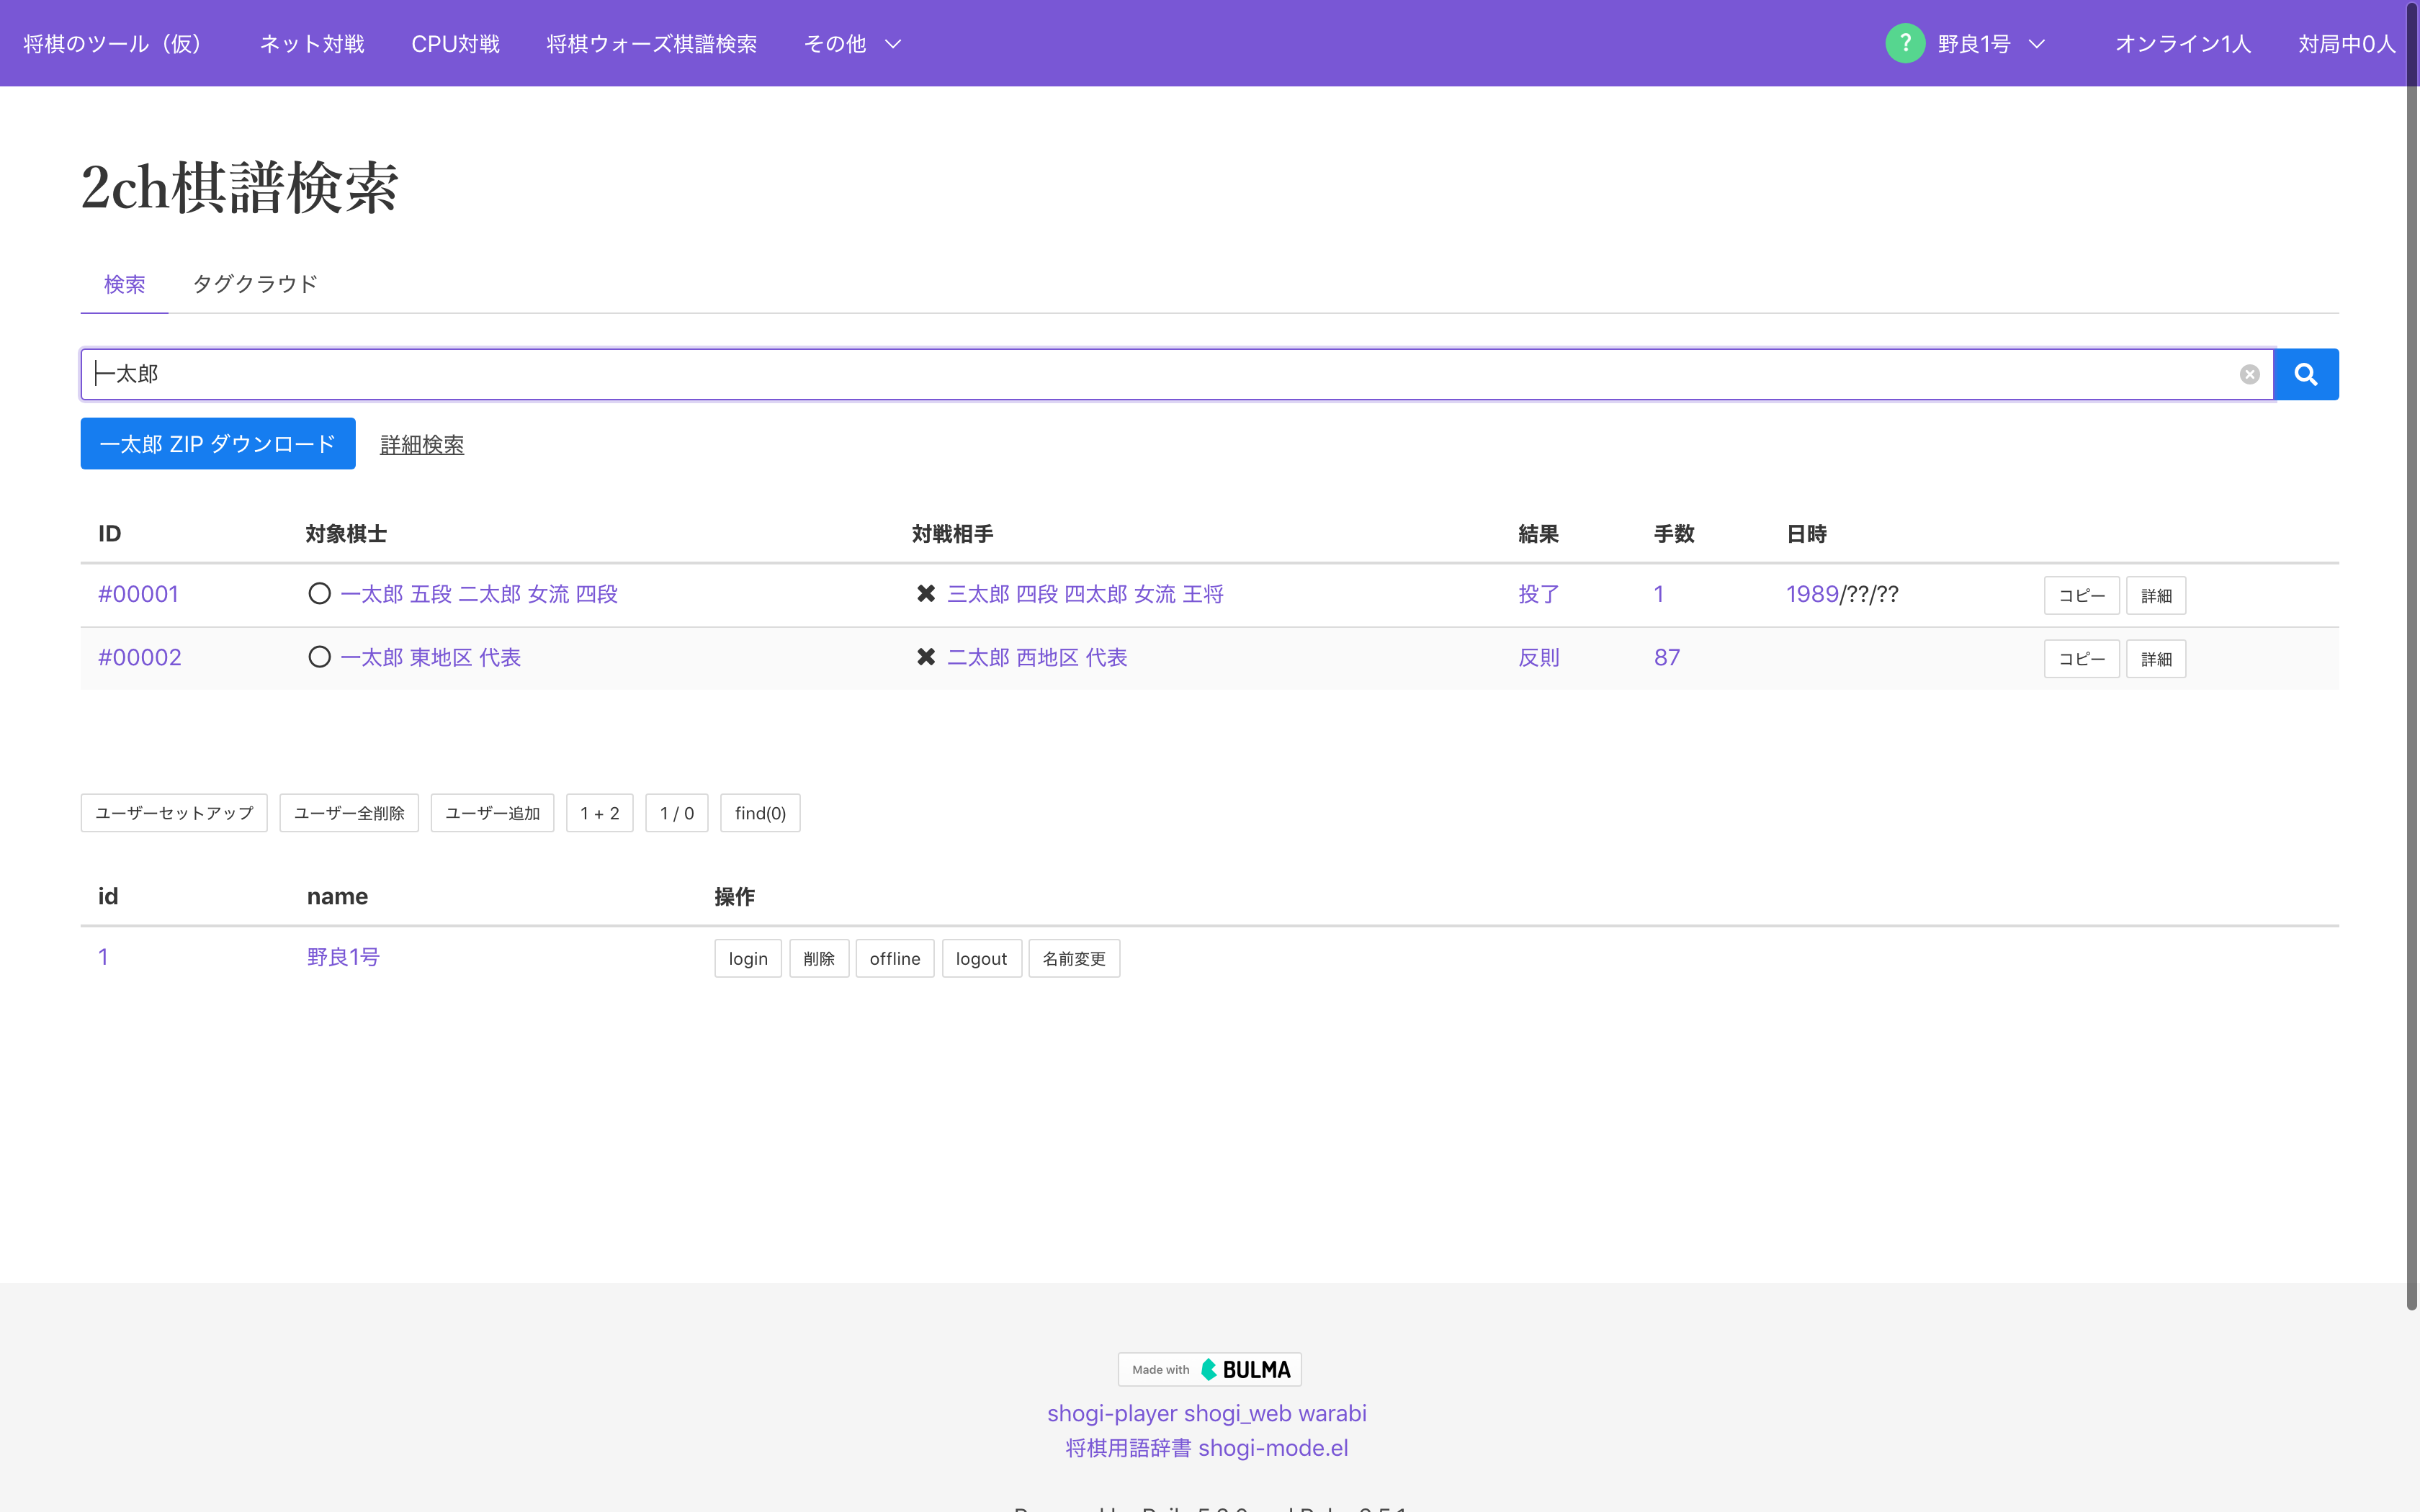 将棋のツール（仮） ネット対戦 CPU対戦 将棋ウォーズ棋譜検索 その他 ? 野良1号 オンライン1人 対局中0人
2ch棋譜検索
検索 タグクラウド
一太郎
一太郎 ZIP ダウンロード 詳細検索
ID 対象棋士 対戦相手 結果 手数 日時
#00001 一太郎 五段 二太郎 女流 四段 三太郎 四段 四太郎 女流 王将 投了 1 1989/??/?? コピー 詳細
#00002 一太郎 東地区 代表 二太郎 西地区 代表 反則 87 コピー 詳細
ユーザーセットアップ ユーザー全削除 ユーザー追加 1 + 2 1 / 0 find(0)
id name 操作
1 野良1号 login 削除 offline logout 名前変更
Made with BULMA
shogi-player shogi_web warabi
将棋用語辞書 shogi-mode.el